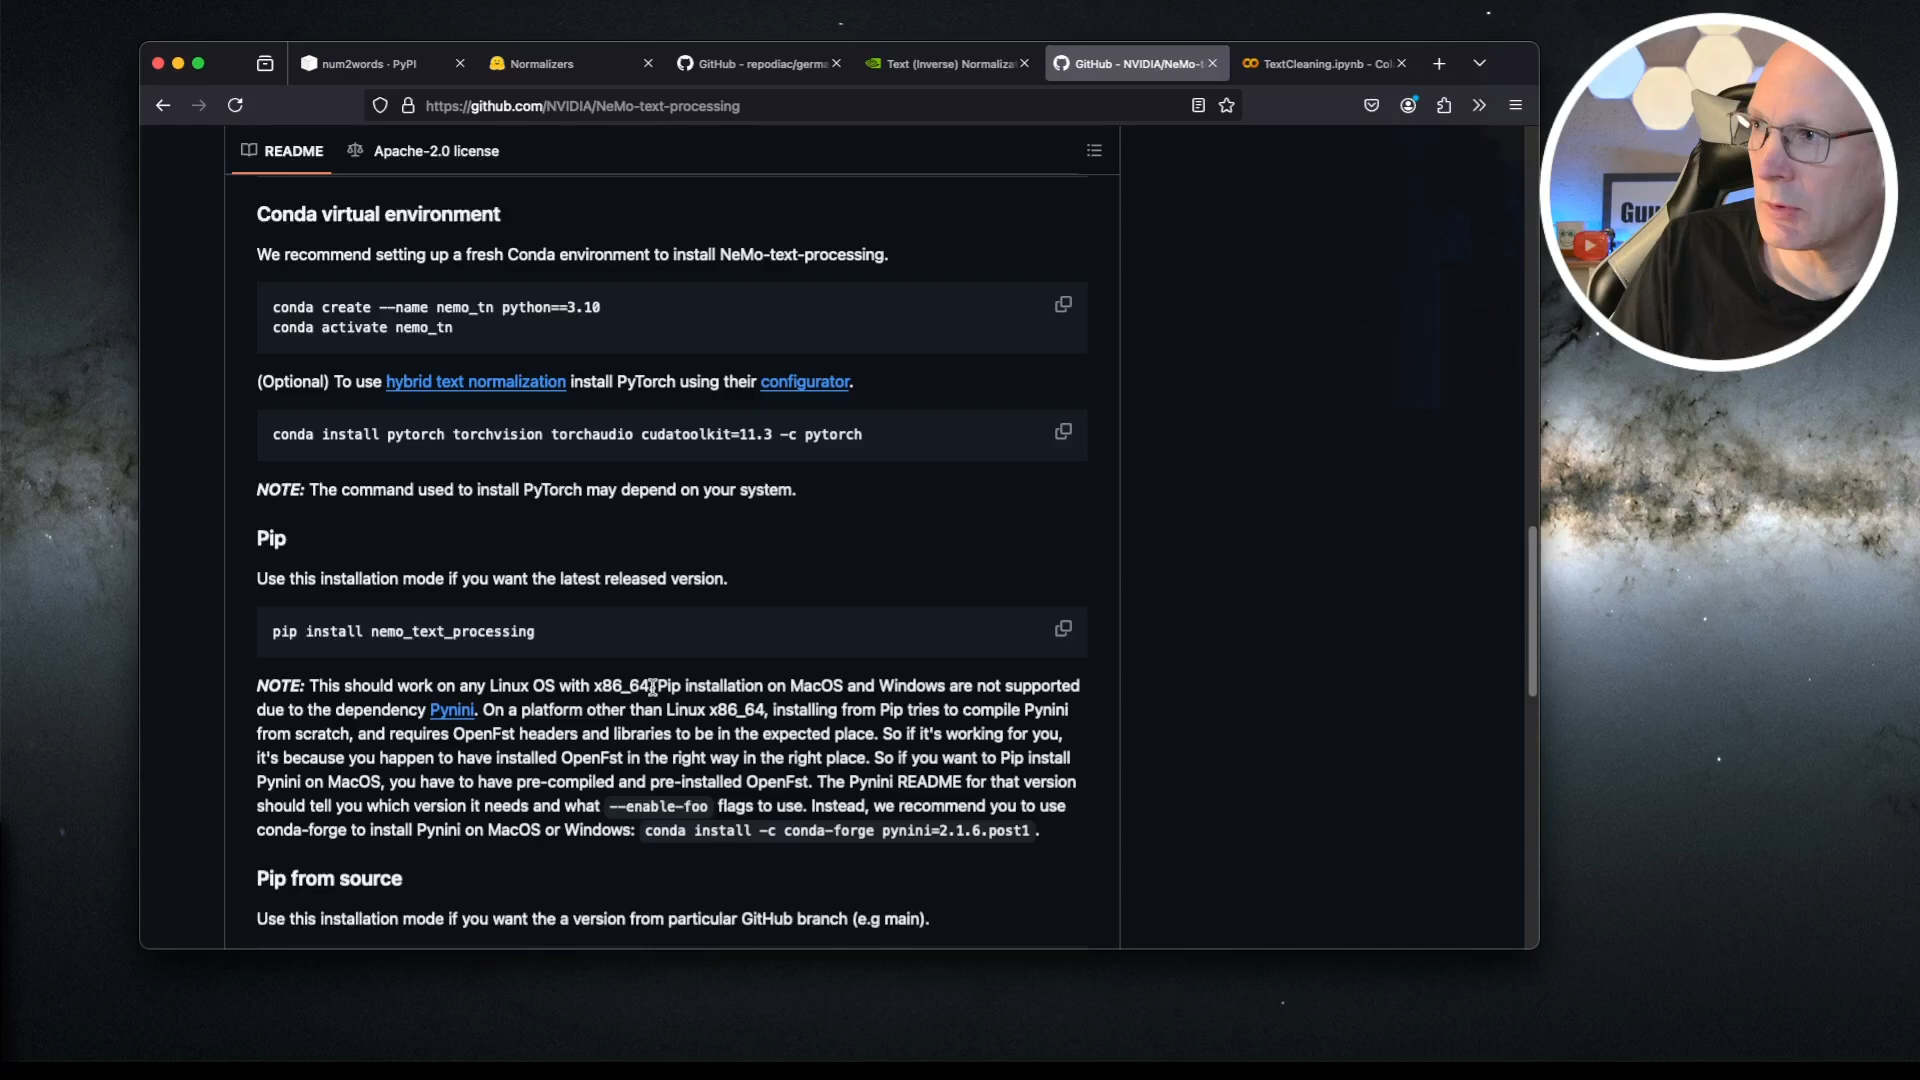 num2words · PyPI
Normalizers
GitHub - repodiac/germa
Text (Inverse) Normaliza
GitHub - NVIDIA/NeMo-t
TextCleaning.ipynb - Col
https://github.com/NVIDIA/NeMo-text-processing
README
Apache-2.0 license
Conda virtual environment
We recommend setting up a fresh Conda environment to install NeMo-text-processing.
conda create --name nemo_tn python==3.10
conda activate nemo_tn
(Optional) To use hybrid text normalization install PyTorch using their configurator.
conda install pytorch torchvision torchaudio cudatoolkit=11.3 -c pytorch
NOTE: The command used to install PyTorch may depend on your system.
Pip
Use this installation mode if you want the latest released version.
pip install nemo_text_processing
NOTE: This should work on any Linux OS with x86_64. Pip installation on MacOS and Windows are not supported
due to the dependency Pynini. On a platform other than Linux x86_64, installing from Pip tries to compile Pynini
from scratch, and requires OpenFst headers and libraries to be in the expected place. So if it's working for you,
it's because you happen to have installed OpenFst in the right way in the right place. So if you want to Pip install
Pynini on MacOS, you have to have pre-compiled and pre-installed OpenFst. The Pynini README for that version
should tell you which version it needs and what --enable-foo flags to use. Instead, we recommend you to use
conda-forge to install Pynini on MacOS or Windows: conda install -c conda-forge pynini=2.1.6.post1 .
Pip from source
Use this installation mode if you want the a version from particular GitHub branch (e.g main).